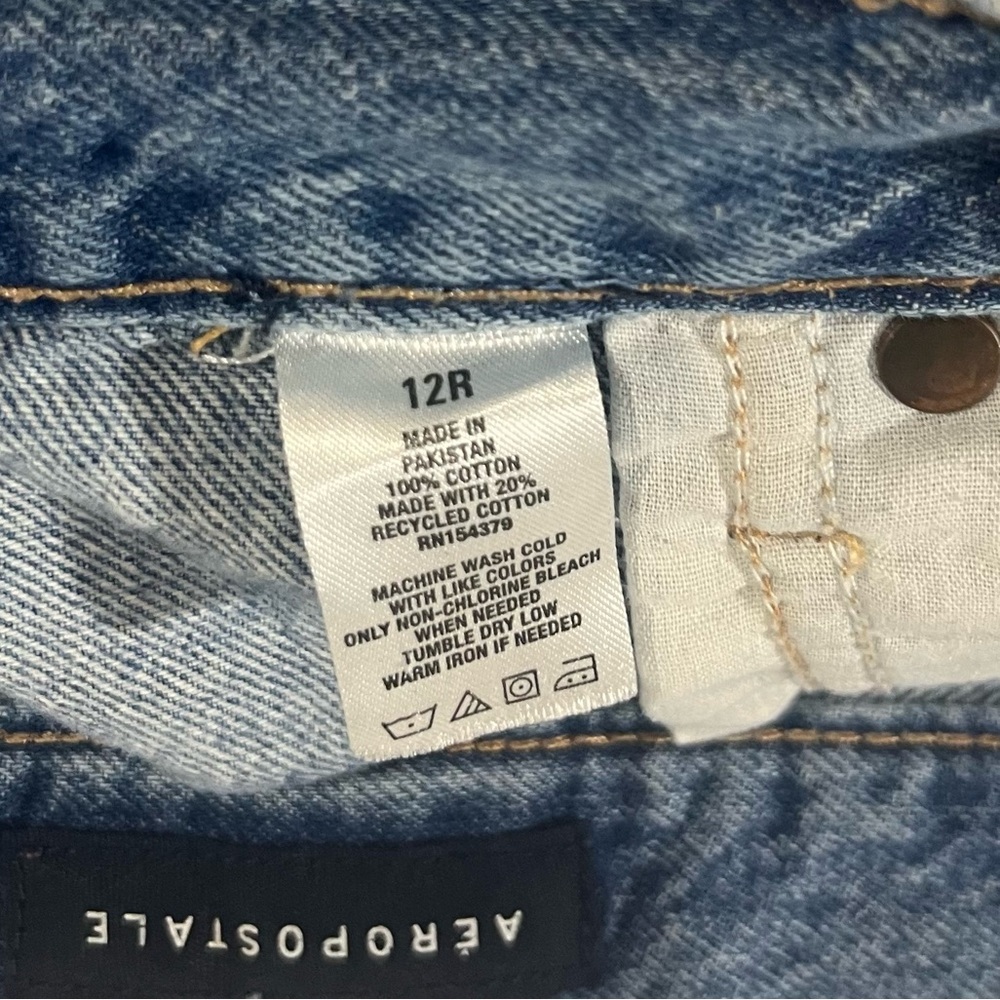 12R
MADE IN
PAKISTAN
100% COTTON
MADE WITH 20%
RECYCLED COTTON
RN154379
MACHINE WASH COLD
WITH LIKE COLORS
ONLY NON-CHLORINE BLEACH
WHEN NEEDED
TUMBLE DRY LOW
WARM IRON IF NEEDED
AÉROPOSTALE